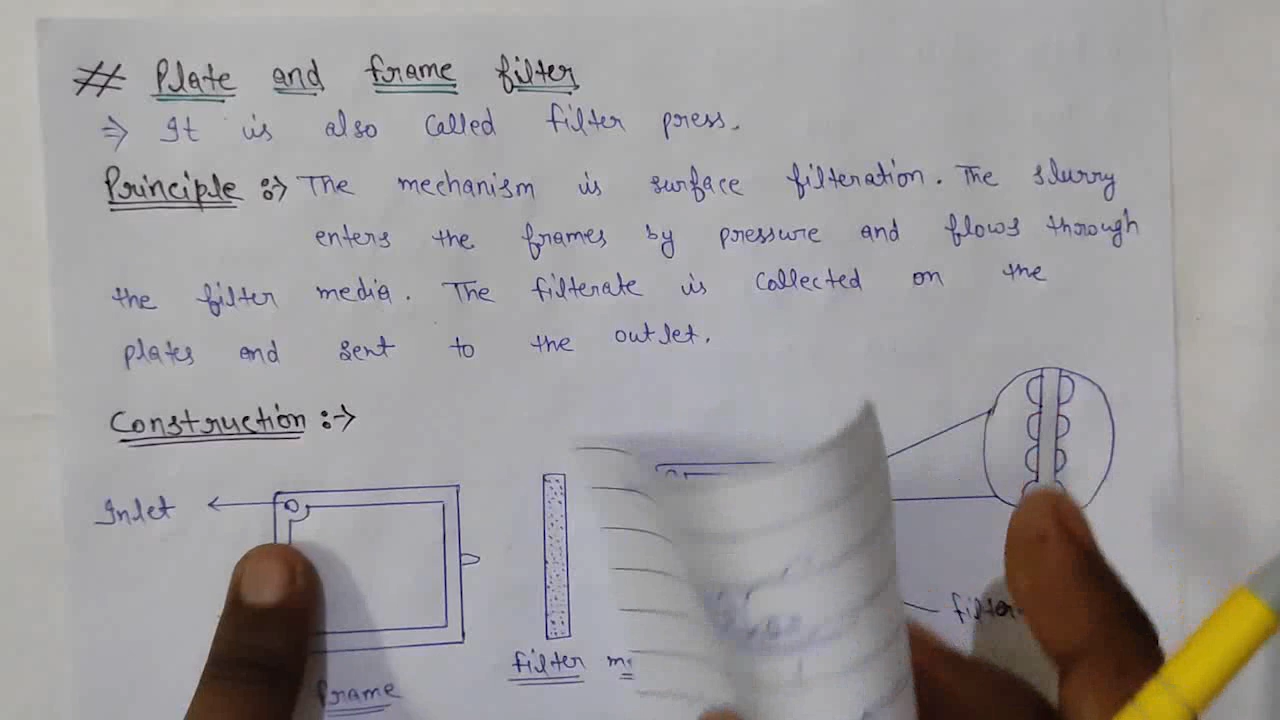 # Plate and frame filter
⇒ It is also called filter press.
Principle :→ The mechanism is surface filteration. The slurry
enters the frames by pressure and flows through
the filter media. The filterate is collected on the
plates and sent to the outlet.
Construction :→
Inlet
filter
filter
frame